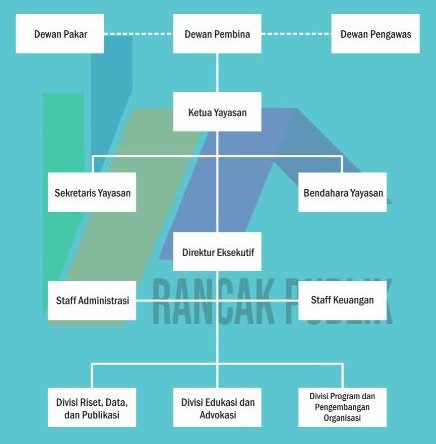 Dewan Pakar
Dewan Pembina
Dewan Pengawas
Ketua Yayasan
Sekretaris Yayasan
Bendahara Yayasan
Direktur Eksekutif
Staff Administrasi
RANCAK PUBLIK
Staff Keuangan
Divisi Riset, Data,
dan Publikasi
Divisi Edukasi dan
Advokasi
Divisi Program dan
Pengembangan
Organisasi